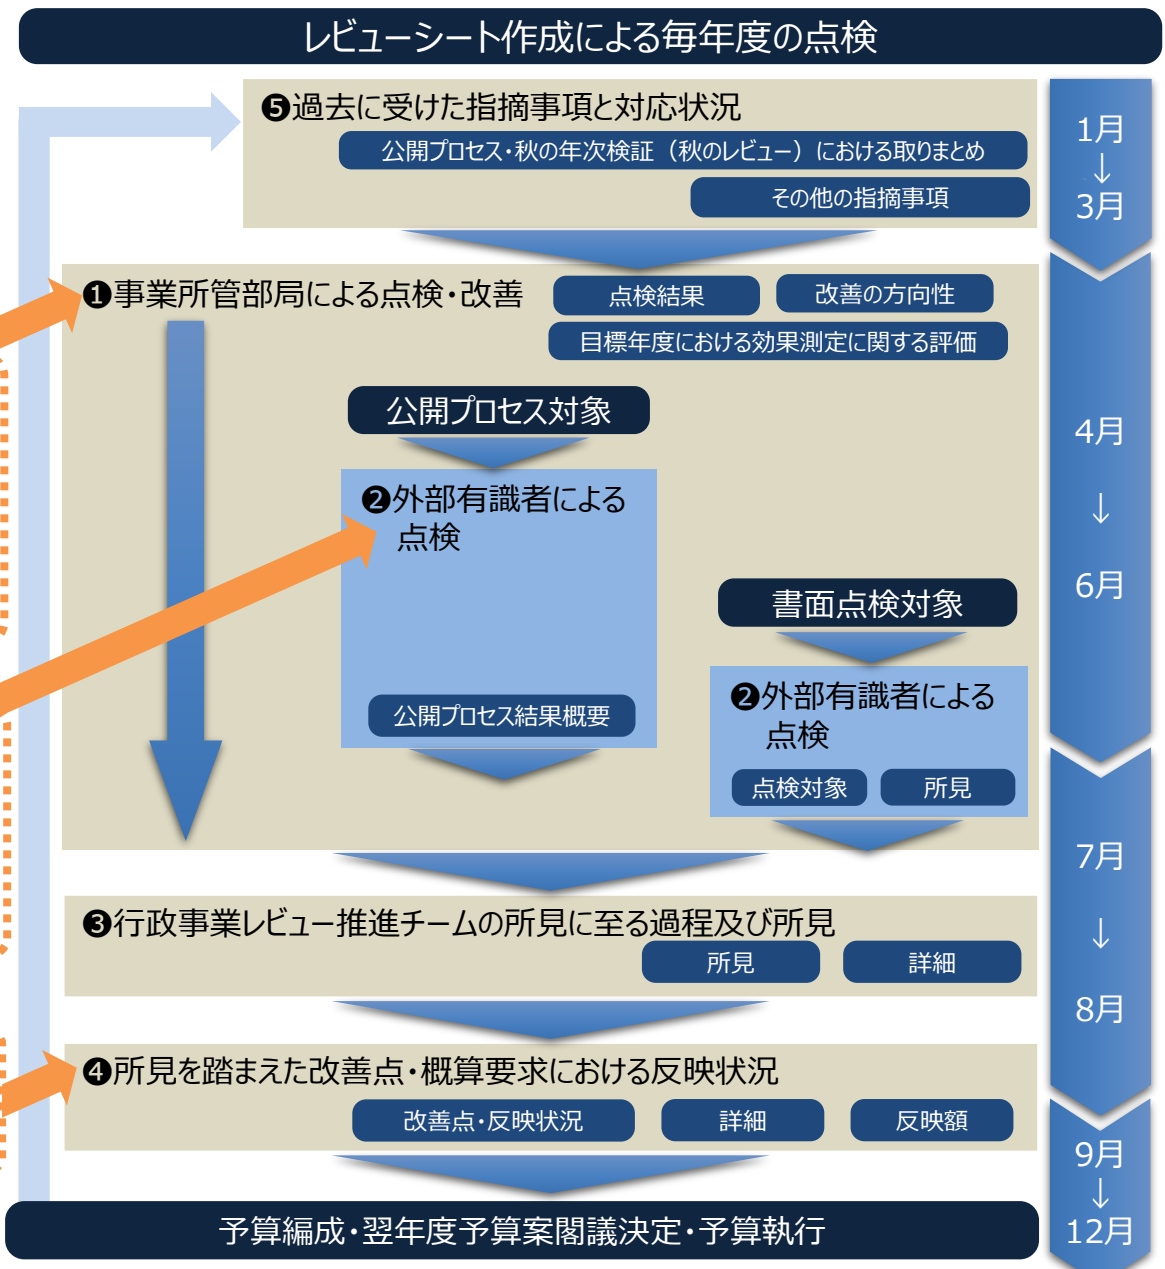 レビューシート作成による毎年度の点検
❺過去に受けた指摘事項と対応状況
公開プロセス・秋の年次検証（秋のレビュー）における取りまとめ
その他の指摘事項
1月
↓
3月
❶事業所管部局による点検・改善
点検結果
改善の方向性
目標年度における効果測定に関する評価
公開プロセス対象
❷外部有識者による
点検
公開プロセス結果概要
書面点検対象
❷外部有識者による
点検
点検対象
所見
4月
↓
6月
❸行政事業レビュー推進チームの所見に至る過程及び所見
所見
詳細
7月
↓
8月
❹所見を踏まえた改善点・概算要求における反映状況
改善点・反映状況
詳細
反映額
予算編成・翌年度予算案閣議決定・予算執行
9月
↓
12月